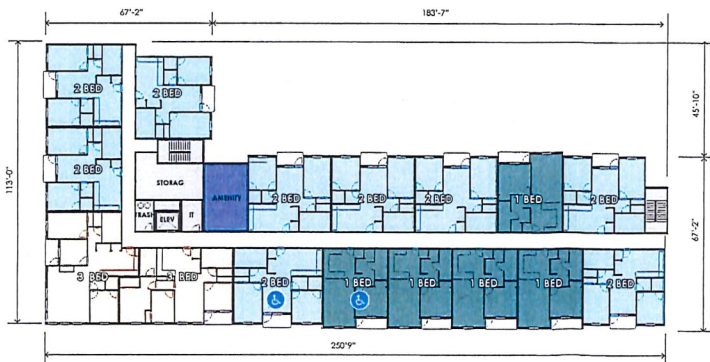 67'-2"
183'-7"
2 BED
2 BED
45'-10"
113'-0"
2 BED
STORAG
TRASH
ELEV
IT
AMENITY
2 BED
2 BED
2 BED
1 BED
2 BED
67'-2"
3 BED
3 BED
2 BED
1 BED
1 BED
1 BED
1 BED
2 BED
250'9"